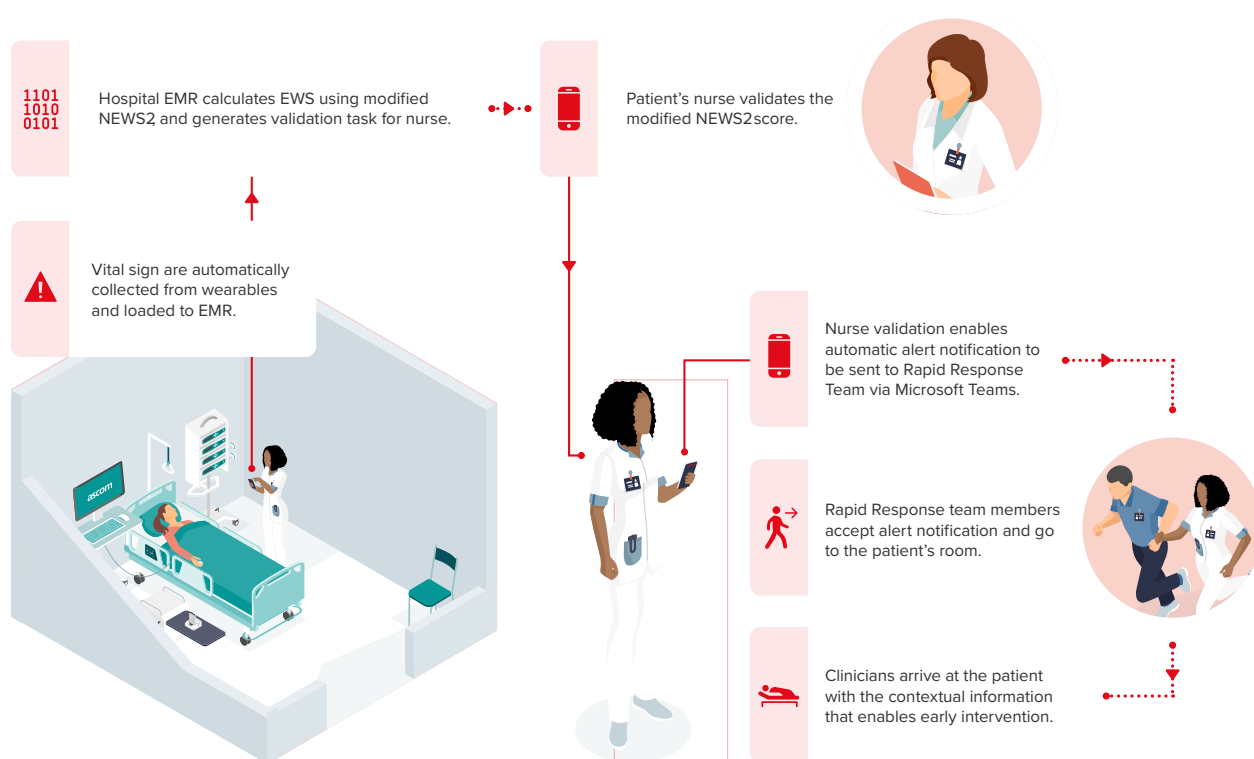 1101
1010
0101
Hospital EMR calculates EWS using modified
NEWS2, and generates validation task for nurse.
Patient’s nurse validates the
modified NEWS2 score.
Vital sign are automatically
collected from wearables
and loaded to EMR.
ascom
Nurse validation enables
automatic alert notification to
be sent to Rapid Response
Team via Microsoft Teams.
Rapid Response team members
accept alert notification and go
to the patient’s room.
Clinicians arrive at the patient
with the contextual information
that enables early intervention.